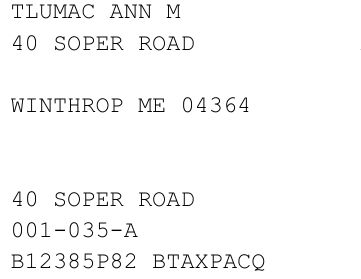 TLUMAC ANN M
40 SOPER ROAD
WINTHROP ME 04364
40 SOPER ROAD
001-035-A
B12385P82 BTAXPACQ